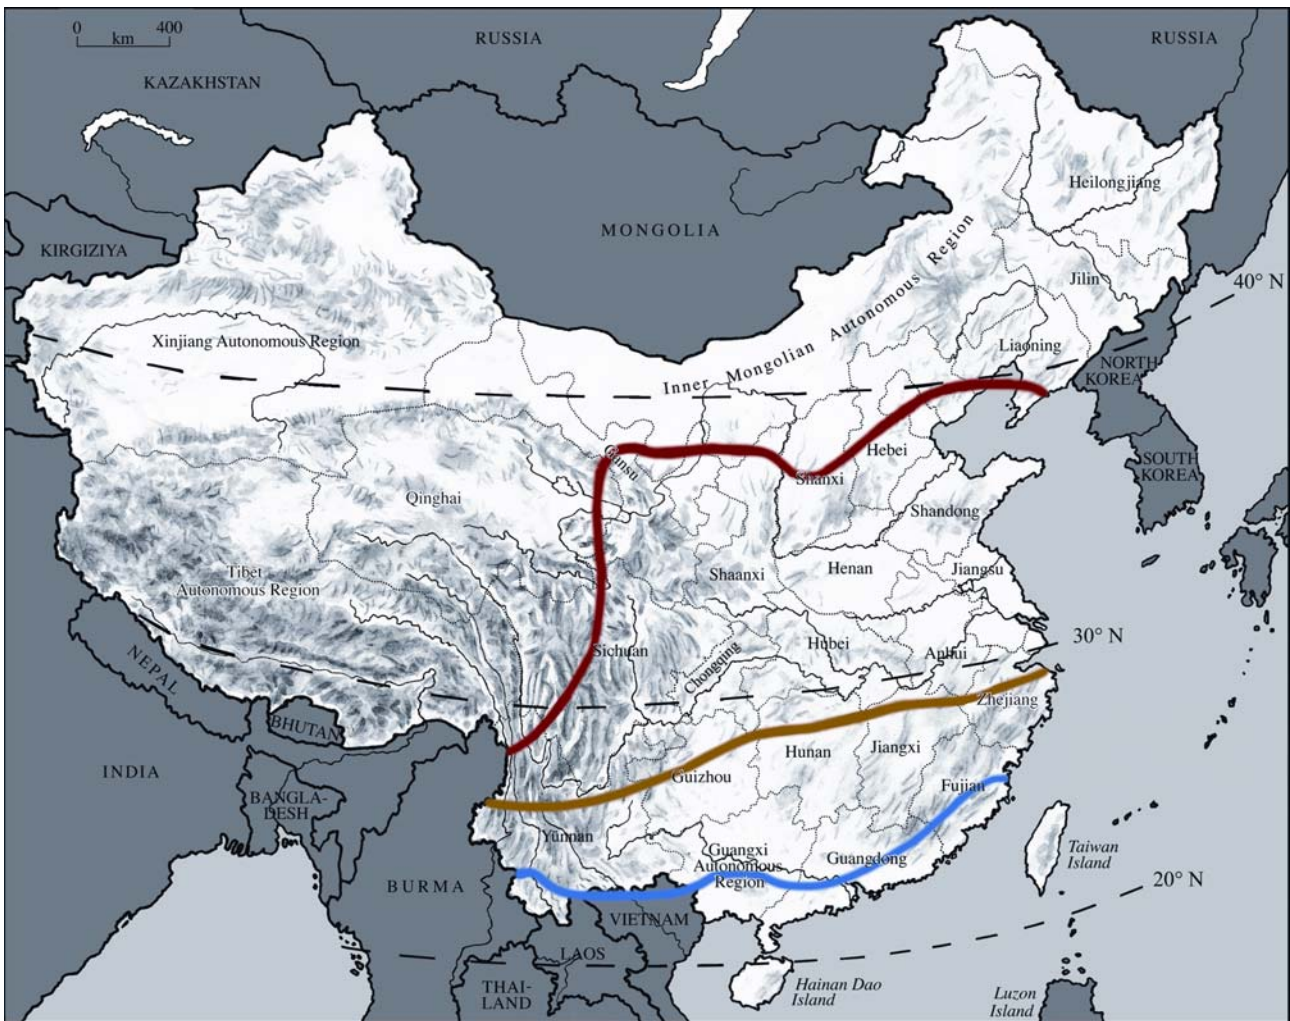 0 400
km
RUSSIA
RUSSIA
KAZAKHSTAN
Heilongjiang
MONGOLIA
KIRGIZIYA
Jilin
40° N
Inner Mongolian Autonomous Region
Xinjiang Autonomous Region
Liaoning
NORTH
KOREA
Hebei
Gansu
SOUTH
KOREA
Shanxi
Qinghai
Shandong
Tibet
Autonomous Region
Shaanxi
Henan
Jiangsu
30° N
Hubei
Sichuan
Anhui
Chongqing
NEPAL
Zhejiang
BHUTAN
Hunan
Jiangxi
INDIA
Guizhou
Fujian
BANGLA-
DESH
Yunnan
Guangxi
Autonomous
Region
Guangdong
Taiwan
Island
BURMA
20° N
VIETNAM
LAOS
THAI-
LAND
Hainan Dao
Island
Luzon
Island